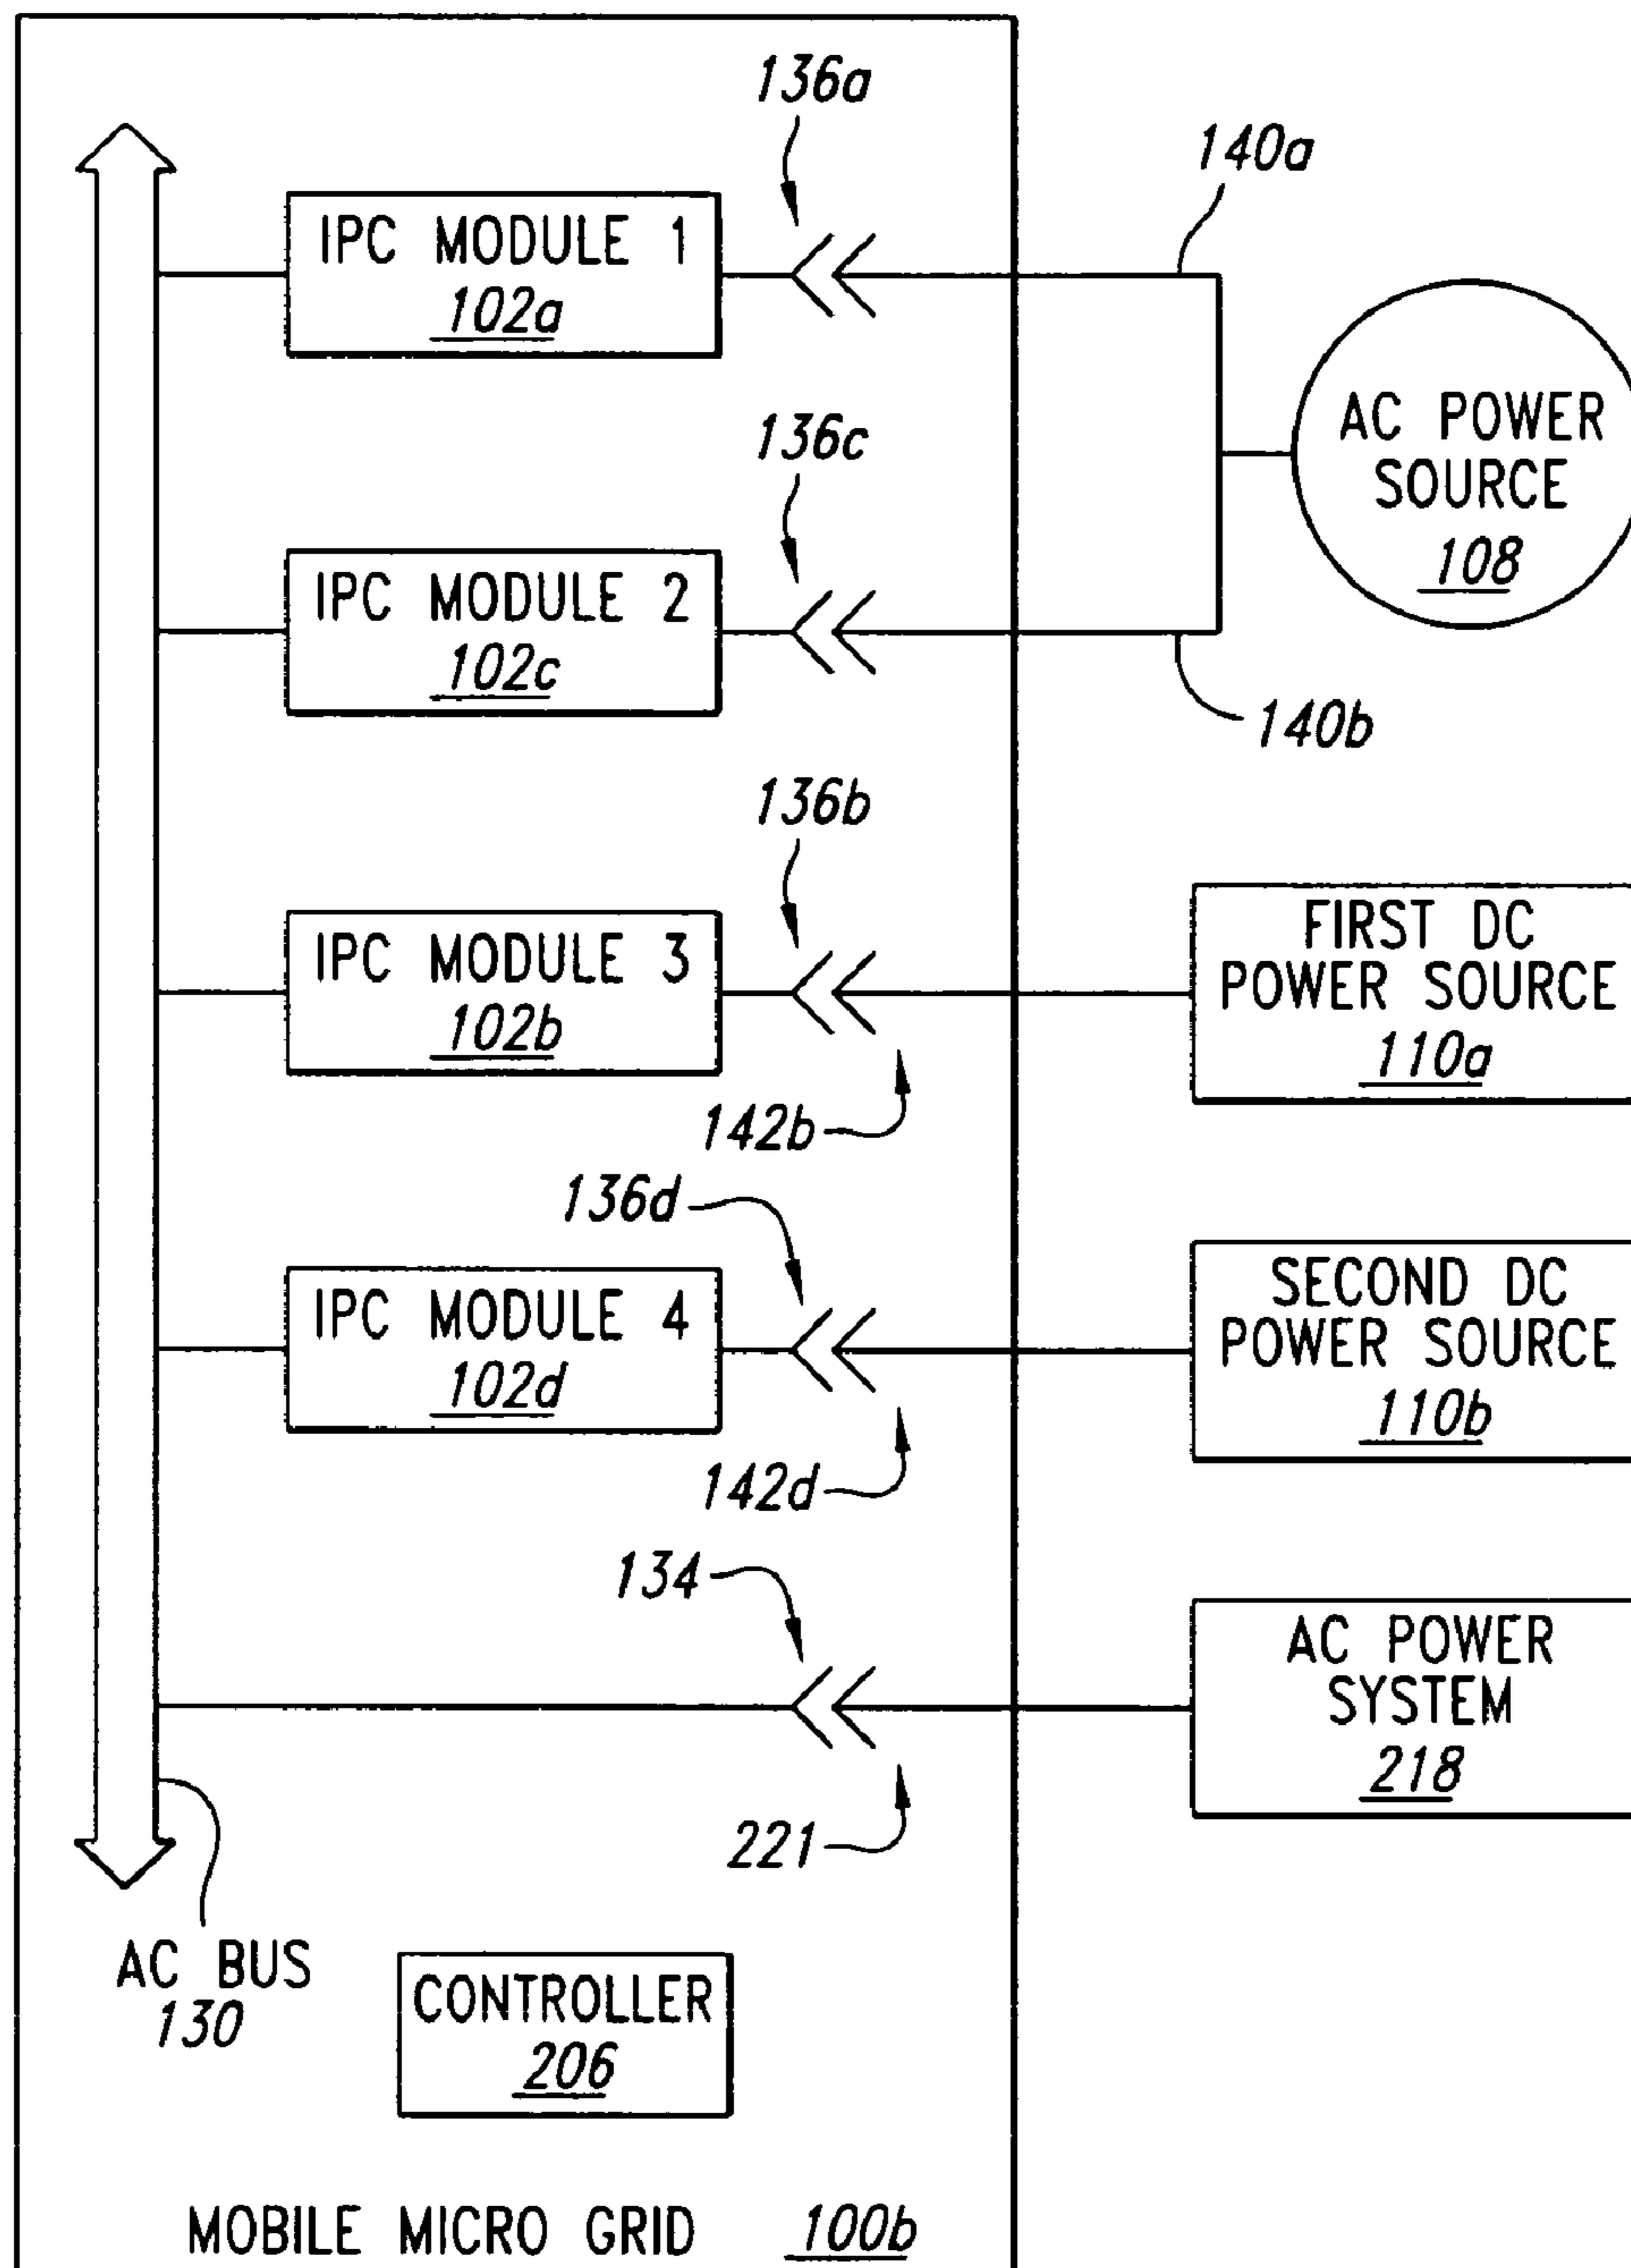 136a
140a
IPC MODULE 1
102a
AC POWER
SOURCE
108
136c
IPC MODULE 2
102c
140b
136b
IPC MODULE 3
102b
FIRST DC
POWER SOURCE
110a
142b
136d
IPC MODULE 4
102d
SECOND DC
POWER SOURCE
110b
142d
134
AC POWER
SYSTEM
218
221
AC BUS
130
CONTROLLER
206
MOBILE MICRO GRID 100b